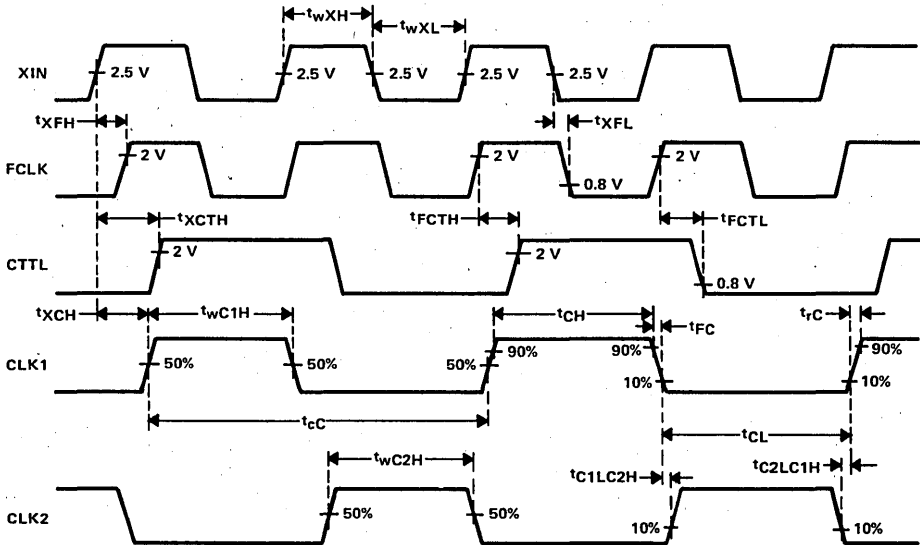 twXH
twXL
XIN
2.5 V
2.5 V
2.5 V
2.5 V
2.5 V
tXFH
tXFL
FCLK
2 V
2 V
0.8 V
2 V
tXCTH
tFCTH
tFCTL
CTTL
2 V
2 V
0.8 V
tXCH
twC1H
tCH
tFC
trC
CLK1
50%
50%
50%
90%
90%
10%
10%
90%
tcC
tCL
twC2H
tC1LC2H
tC2LC1H
CLK2
50%
50%
10%
10%